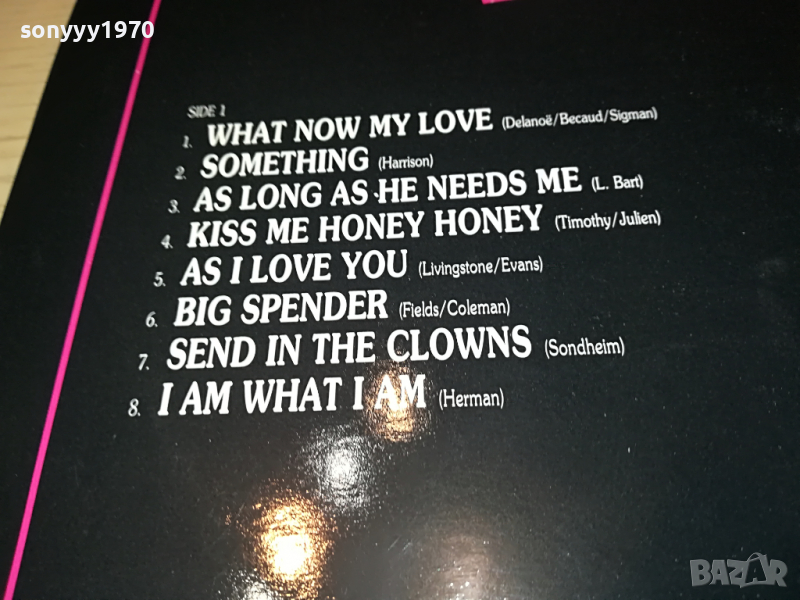 sonyyy1970
SIDE 1
1. WHAT NOW MY LOVE (Delanoë/Becaud/Sigman)
2. SOMETHING (Harrison)
3. AS LONG AS HE NEEDS ME (L. Bart)
4. KISS ME HONEY HONEY (Timothy/Julien)
5. AS I LOVE YOU (Livingstone/Evans)
6. BIG SPENDER (Fields/Coleman)
7. SEND IN THE CLOWNS (Sondheim)
8. I AM WHAT I AM (Herman)
BAZAR